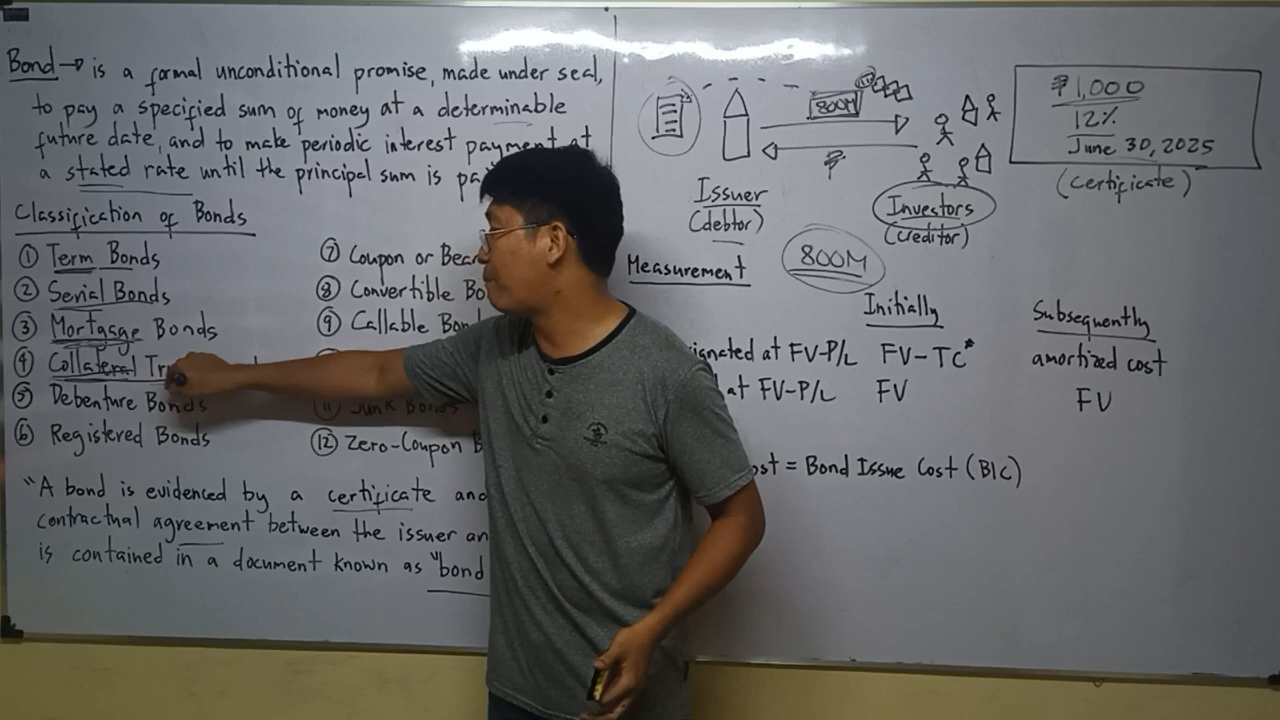 Bond → is a formal unconditional promise, made under seal,
to pay a specified sum of money at a determinable
future date, and to make periodic interest payment at
a stated rate until the principal sum is
Classification of Bonds
① Term Bonds
② Serial Bonds
③ Mortgage Bonds
④ Collateral
⑤ Debenture Bonds
⑥ Registered Bonds
⑦ Coupon or
⑧ Convertible
⑨ Callable
⑪ Junk Bonds
⑫ Zero-Coupon
"A bond is evidenced by a certificate and
contractual agreement between the issuer
is contained in a document known as "bond
800M
₱
Issuer
(debtor)
Investors
(creditor)
₱1,000
12%
June 30, 2025
(certificate)
Measurement
800M
Initially
Subsequently
at FV-P/L FV-TC* amortized cost
at FV-P/L FV FV
= Bond Issue Cost (BIC)